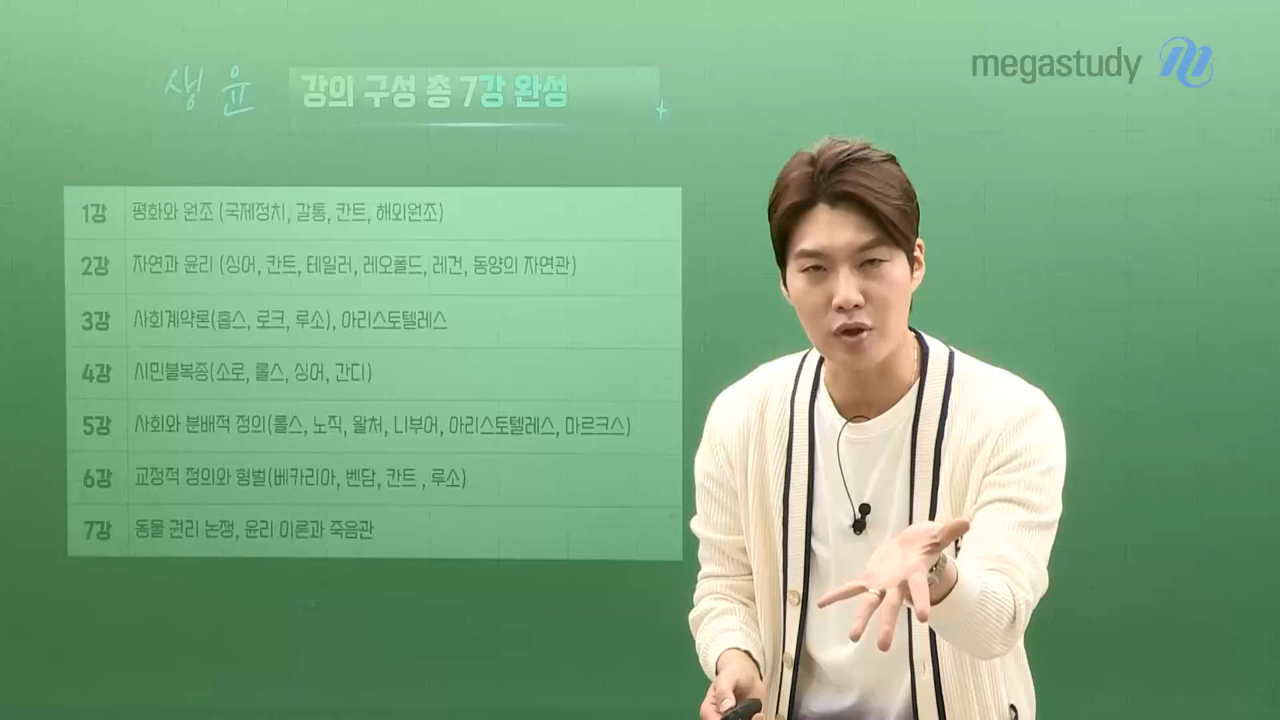 megastudy
생윤 강의 구성 총 7강 완성
1강 평화와 원조 (국제정치, 갈퉁, 칸트, 해외원조)
2강 자연과 윤리 (싱어, 칸트, 테일러, 레오폴드, 레건, 동양의 자연관)
3강 사회계약론(홉스, 로크, 루소), 아리스토텔레스
4강 시민불복종(소로, 롤스, 싱어, 간디)
5강 사회와 분배적 정의(롤스, 노직, 왈처, 니부어, 아리스토텔레스, 마르크스)
6강 교정적 정의와 형벌(베카리아, 벤담, 칸트 , 루소)
7강 동물 권리 논쟁, 윤리 이론과 죽음관